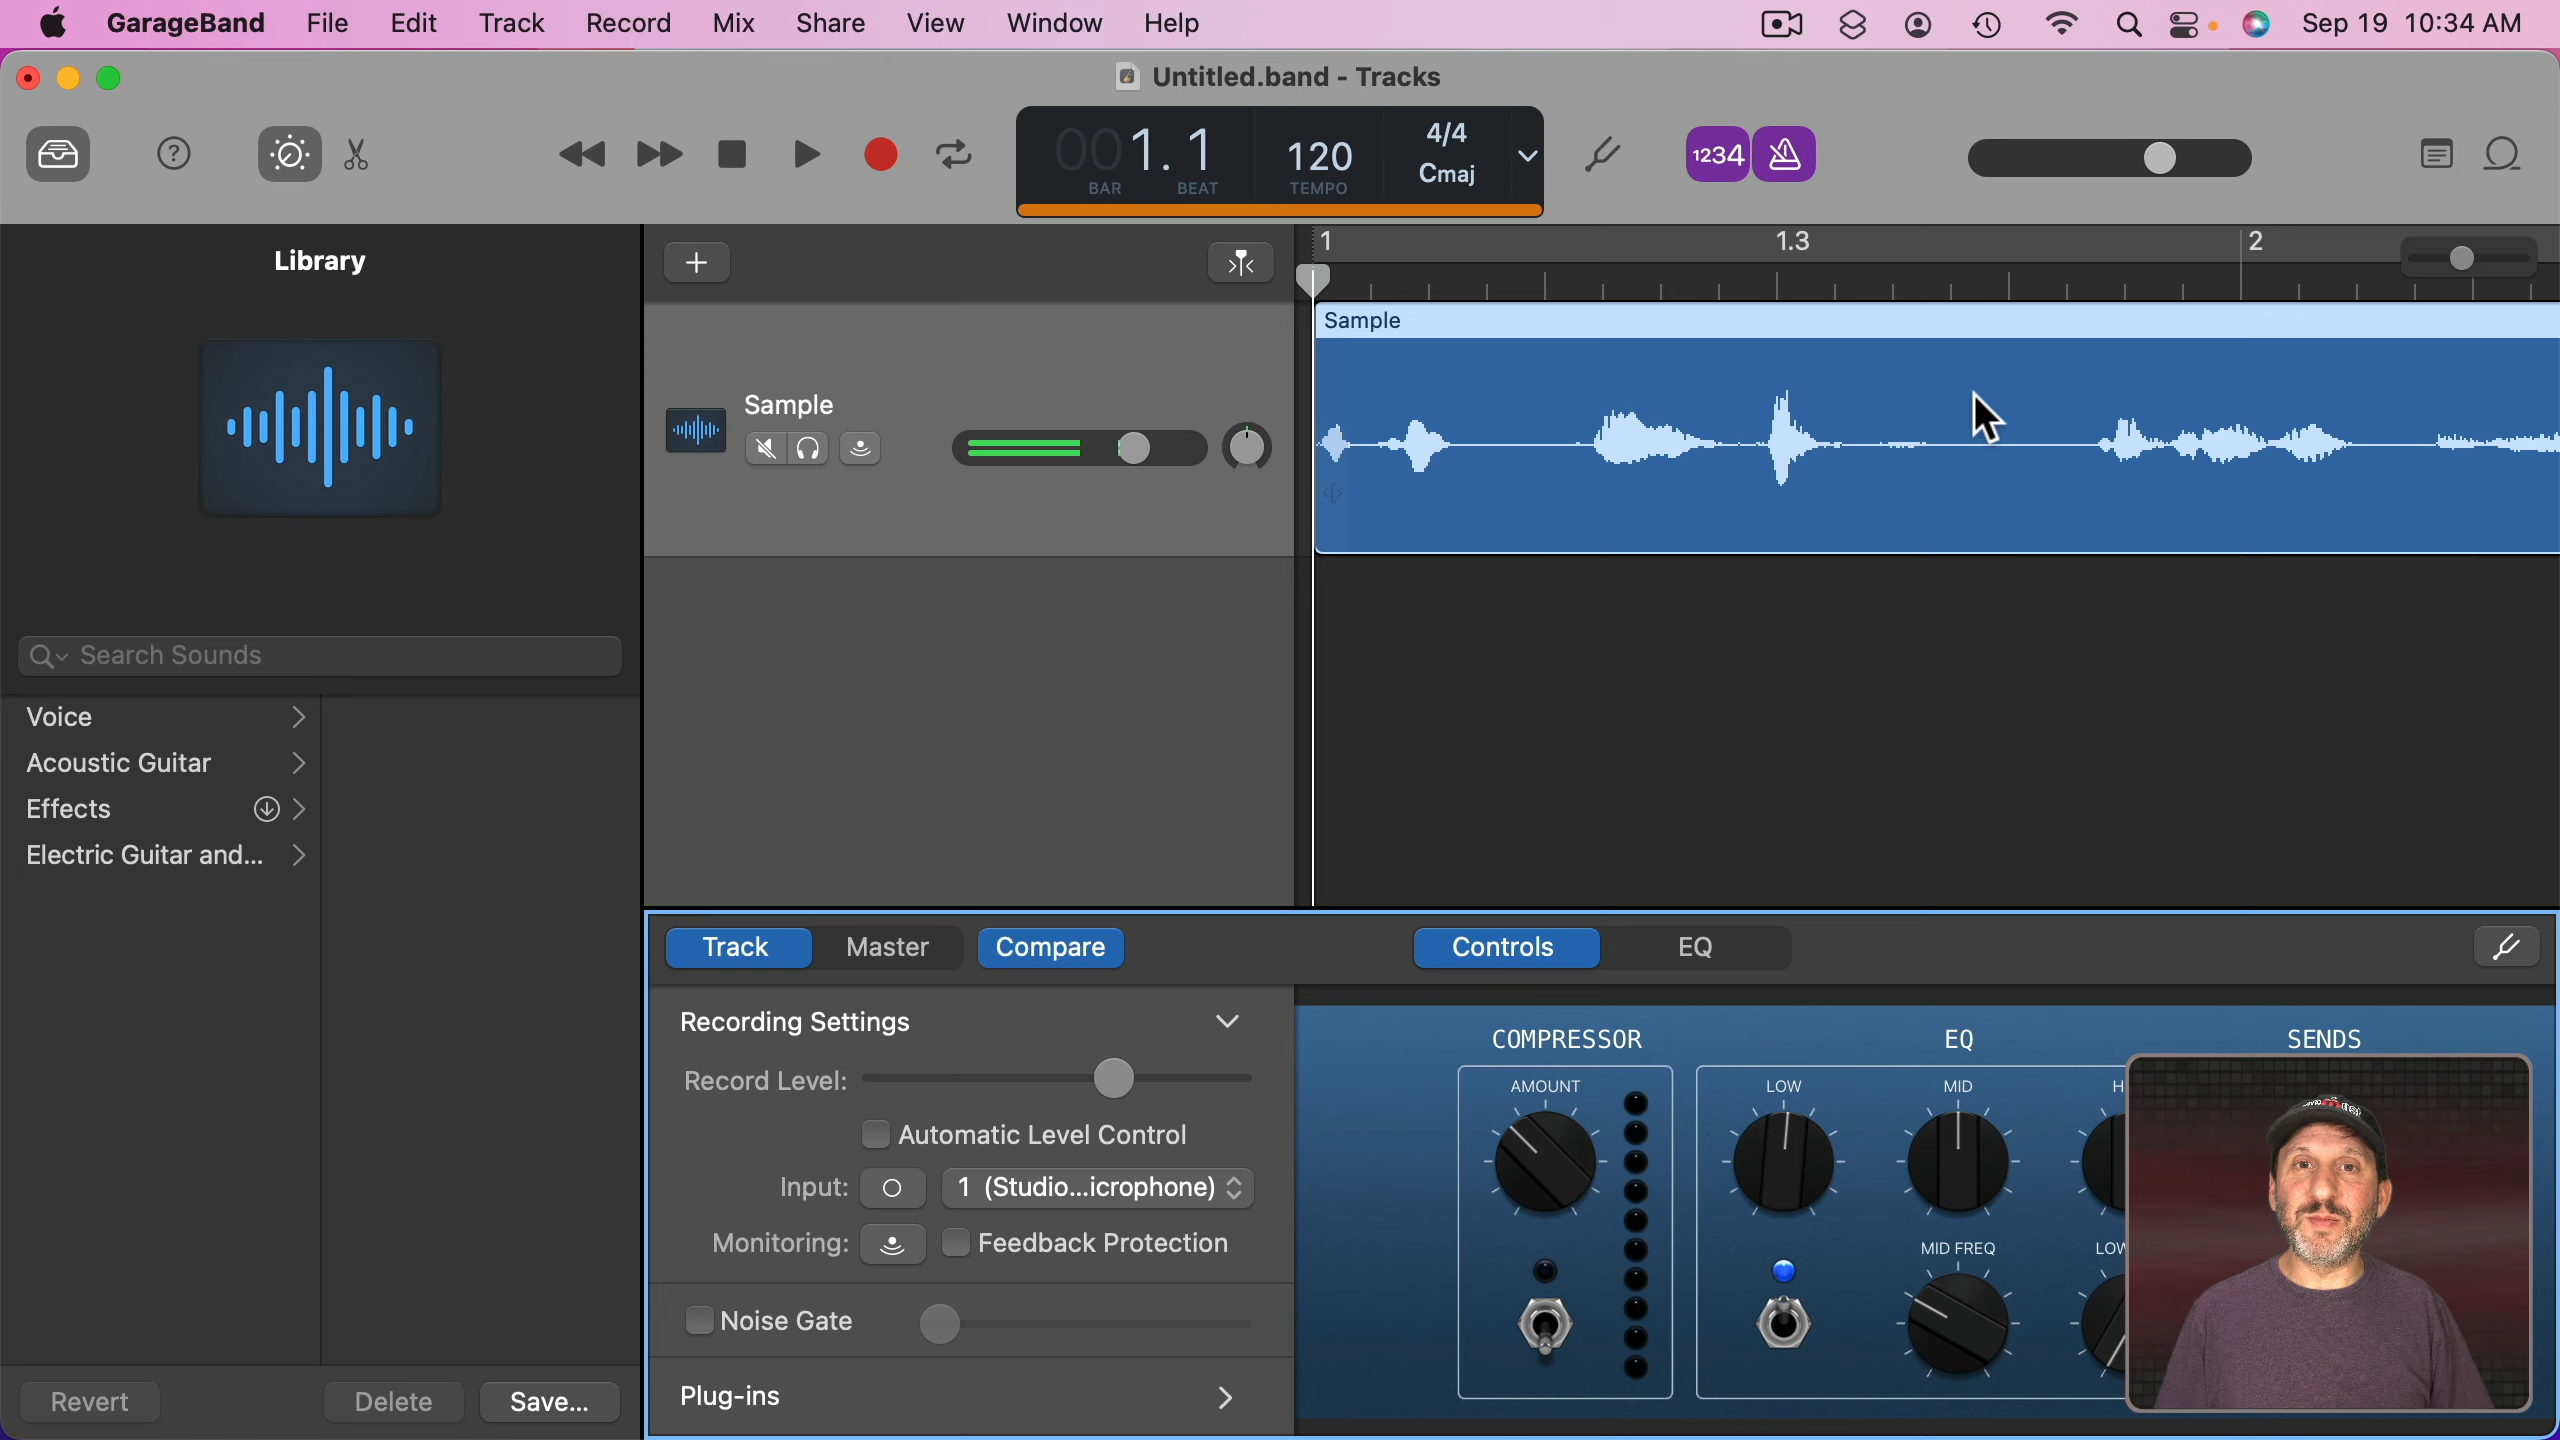 GarageBand File Edit Track Record Mix Share View Window Help Sep 19 10:34 AM
Untitled.band - Tracks
001. 1
BAR BEAT
120
TEMPO
4/4
Cmaj
1234
Library
1 1.3 2
Sample
Sample
Search Sounds
Voice
Acoustic Guitar
Effects
Electric Guitar and...
Revert Delete Save...
Track Master Compare Controls EQ
Recording Settings
Record Level:
Automatic Level Control
Input: 1 (Studio...icrophone)
Monitoring: Feedback Protection
Noise Gate
Plug-ins
COMPRESSOR EQ SENDS
AMOUNT LOW MID H
MID FREQ LOW